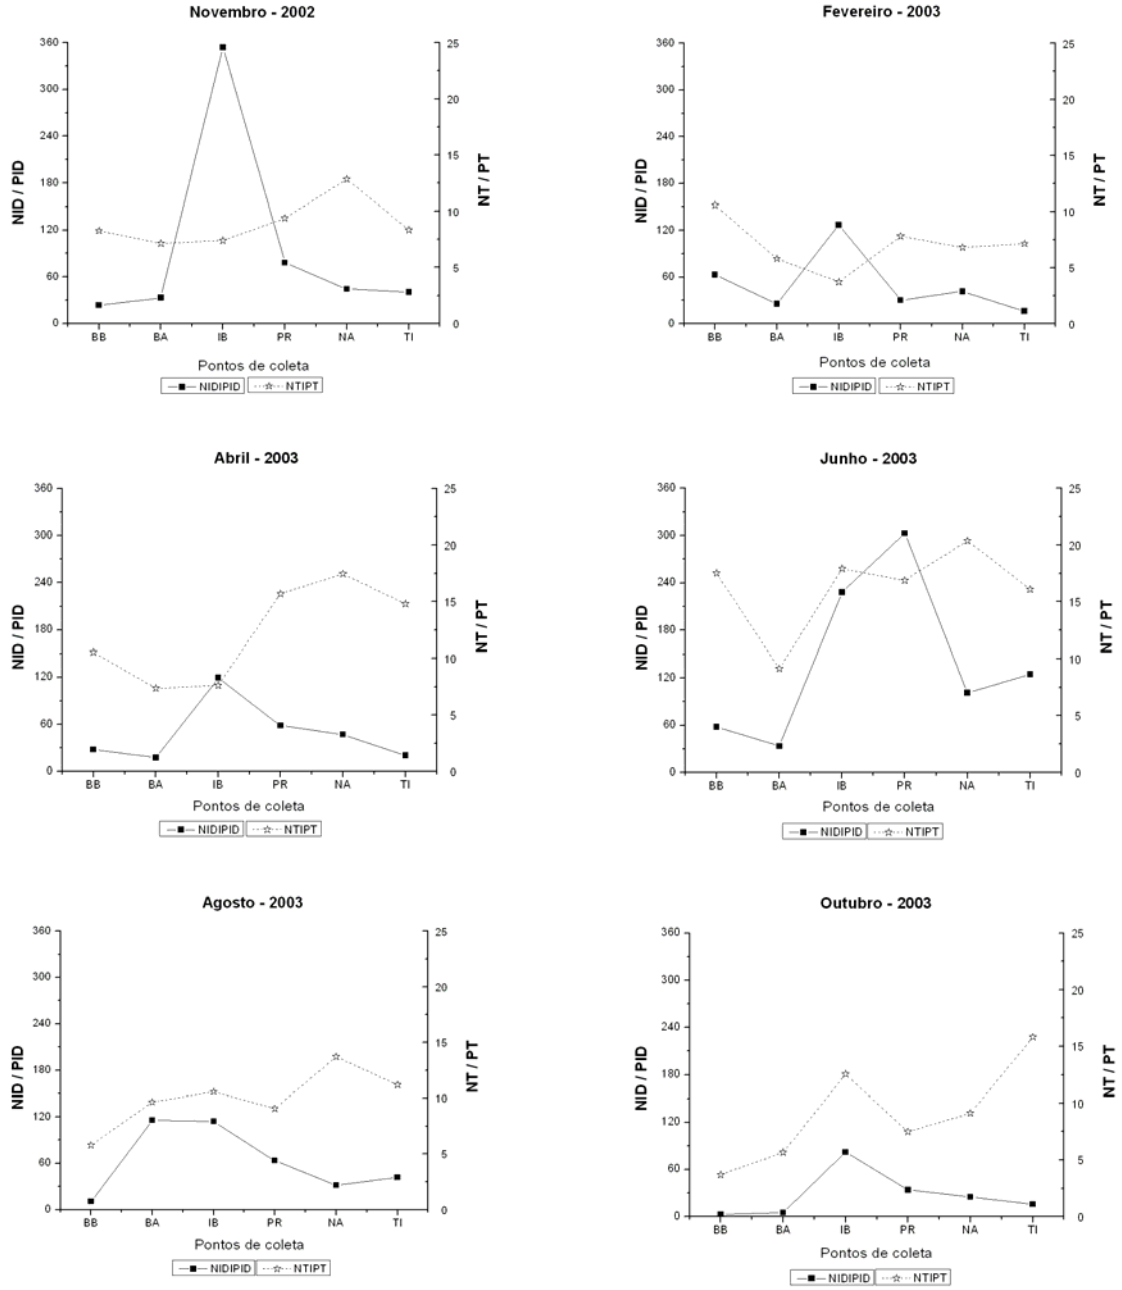 Novembro - 2002
360
300
240
180
120
60
0
NID / PID
25
20
15
10
5
0
NT / PT
BB BA IB PR NA TI
Pontos de coleta
NIDIPID NTIPT
Fevereiro - 2003
360
300
240
180
120
60
0
NID / PID
25
20
15
10
5
0
NT / PT
BB BA IB PR NA TI
Pontos de coleta
NIDIPID NTIPT
Abril - 2003
360
300
240
180
120
60
0
NID / PID
25
20
15
10
5
0
NT / PT
BB BA IB PR NA TI
Pontos de coleta
NIDIPID NTIPT
Junho - 2003
360
300
240
180
120
60
0
NID / PID
25
20
15
10
5
0
NT / PT
BB BA IB PR NA TI
Pontos de coleta
NIDIPID NTIPT
Agosto - 2003
360
300
240
180
120
60
0
NID / PID
25
20
15
10
5
0
NT / PT
BB BA IB PR NA TI
Pontos de coleta
NIDIPID NTIPT
Outubro - 2003
360
300
240
180
120
60
0
NID / PID
25
20
15
10
5
0
NT / PT
BB BA IB PR NA TI
Pontos de coleta
NIDIPID NTIPT